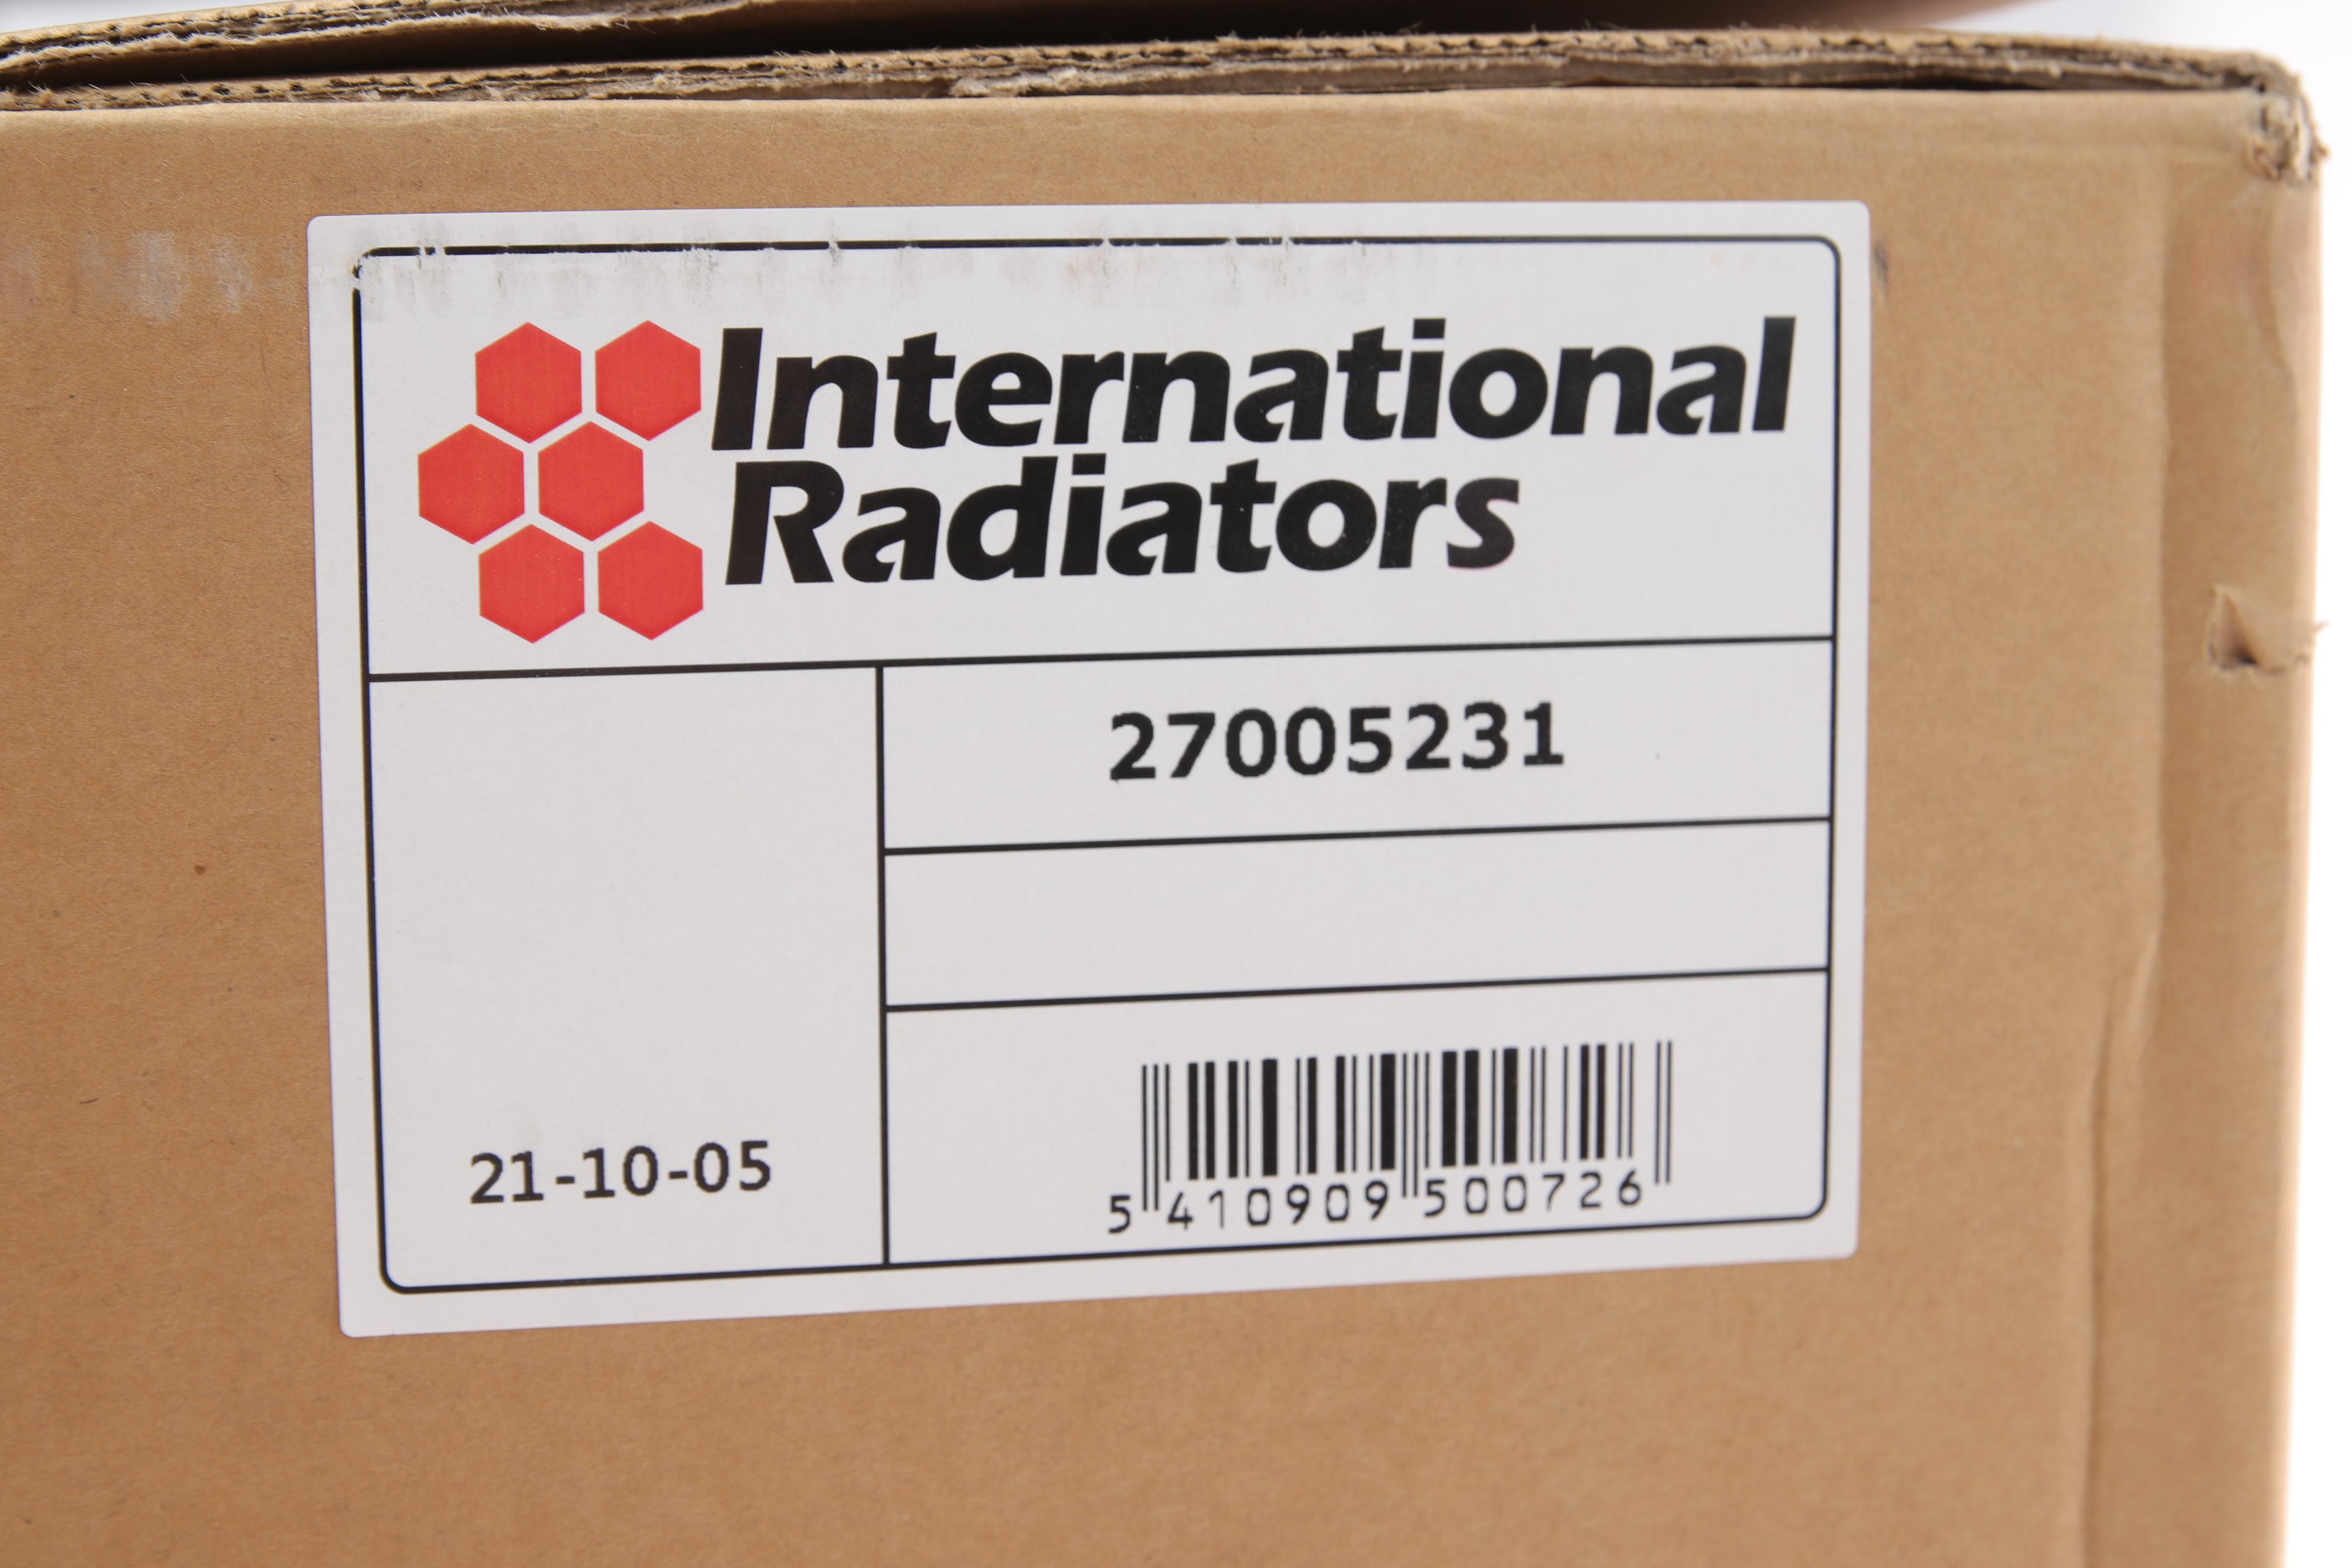 International
Radiators
27005231
21-10-05
5 410909 500726